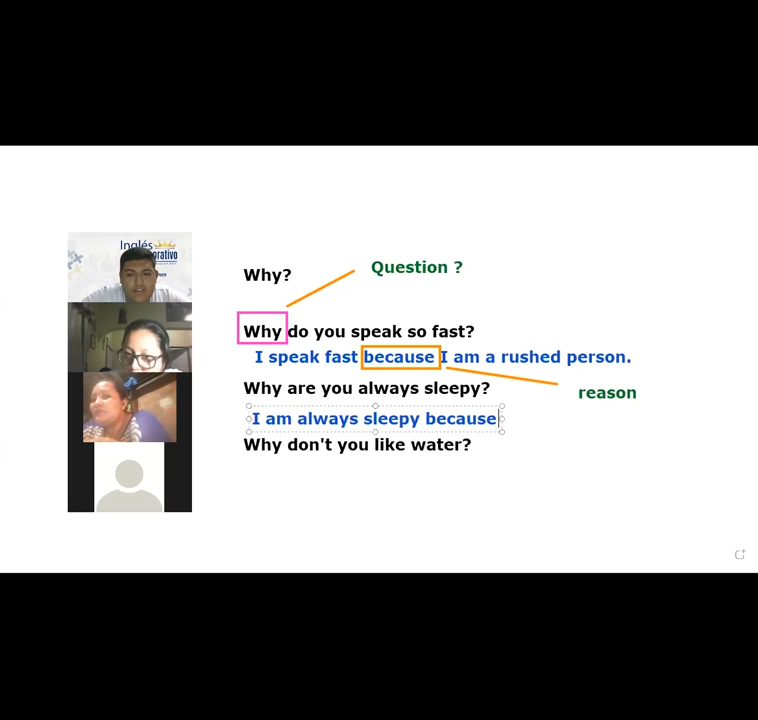 Inglés
orativo
Why?
Question ?
Why do you speak so fast?
I speak fast because I am a rushed person.
Why are you always sleepy?
reason
I am always sleepy because
Why don't you like water?